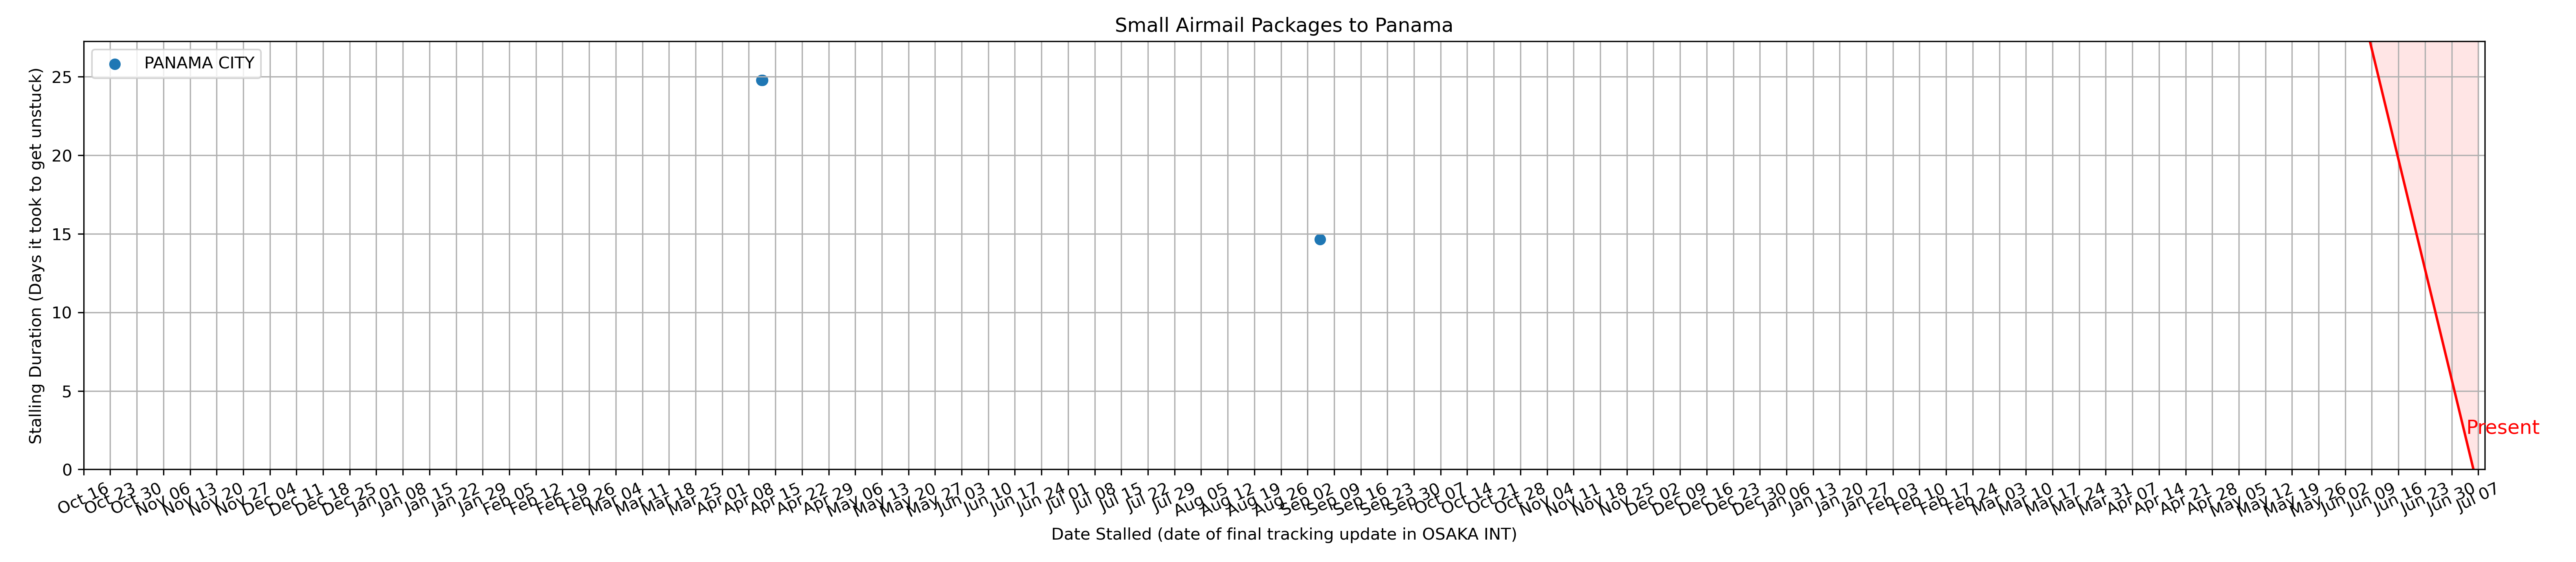 Small Airmail Packages to Panama
PANAMA CITY
Stalling Duration (Days it took to get unstuck)
25
20
15
10
5
0
Present
Oct 16
Oct 23
Oct 30
Nov 06
Nov 13
Nov 20
Nov 27
Dec 04
Dec 11
Dec 18
Dec 25
Jan 01
Jan 08
Jan 15
Jan 22
Jan 29
Feb 05
Feb 12
Feb 19
Feb 26
Mar 04
Mar 11
Mar 18
Mar 25
Apr 01
Apr 08
Apr 15
Apr 22
Apr 29
May 06
May 13
May 20
May 27
Jun 03
Jun 10
Jun 17
Jun 24
Jul 01
Jul 08
Jul 15
Jul 22
Jul 29
Aug 05
Aug 12
Aug 19
Aug 26
Sep 02
Sep 09
Sep 16
Sep 23
Sep 30
Oct 07
Oct 14
Oct 21
Oct 28
Nov 04
Nov 11
Nov 18
Nov 25
Dec 02
Dec 09
Dec 16
Dec 23
Dec 30
Jan 06
Jan 13
Jan 20
Jan 27
Feb 03
Feb 10
Feb 17
Feb 24
Mar 03
Mar 10
Mar 17
Mar 24
Mar 31
Apr 07
Apr 14
Apr 21
Apr 28
May 05
May 12
May 19
May 26
Jun 02
Jun 09
Jun 16
Jun 23
Jun 30
Jul 07
Date Stalled (date of final tracking update in OSAKA INT)